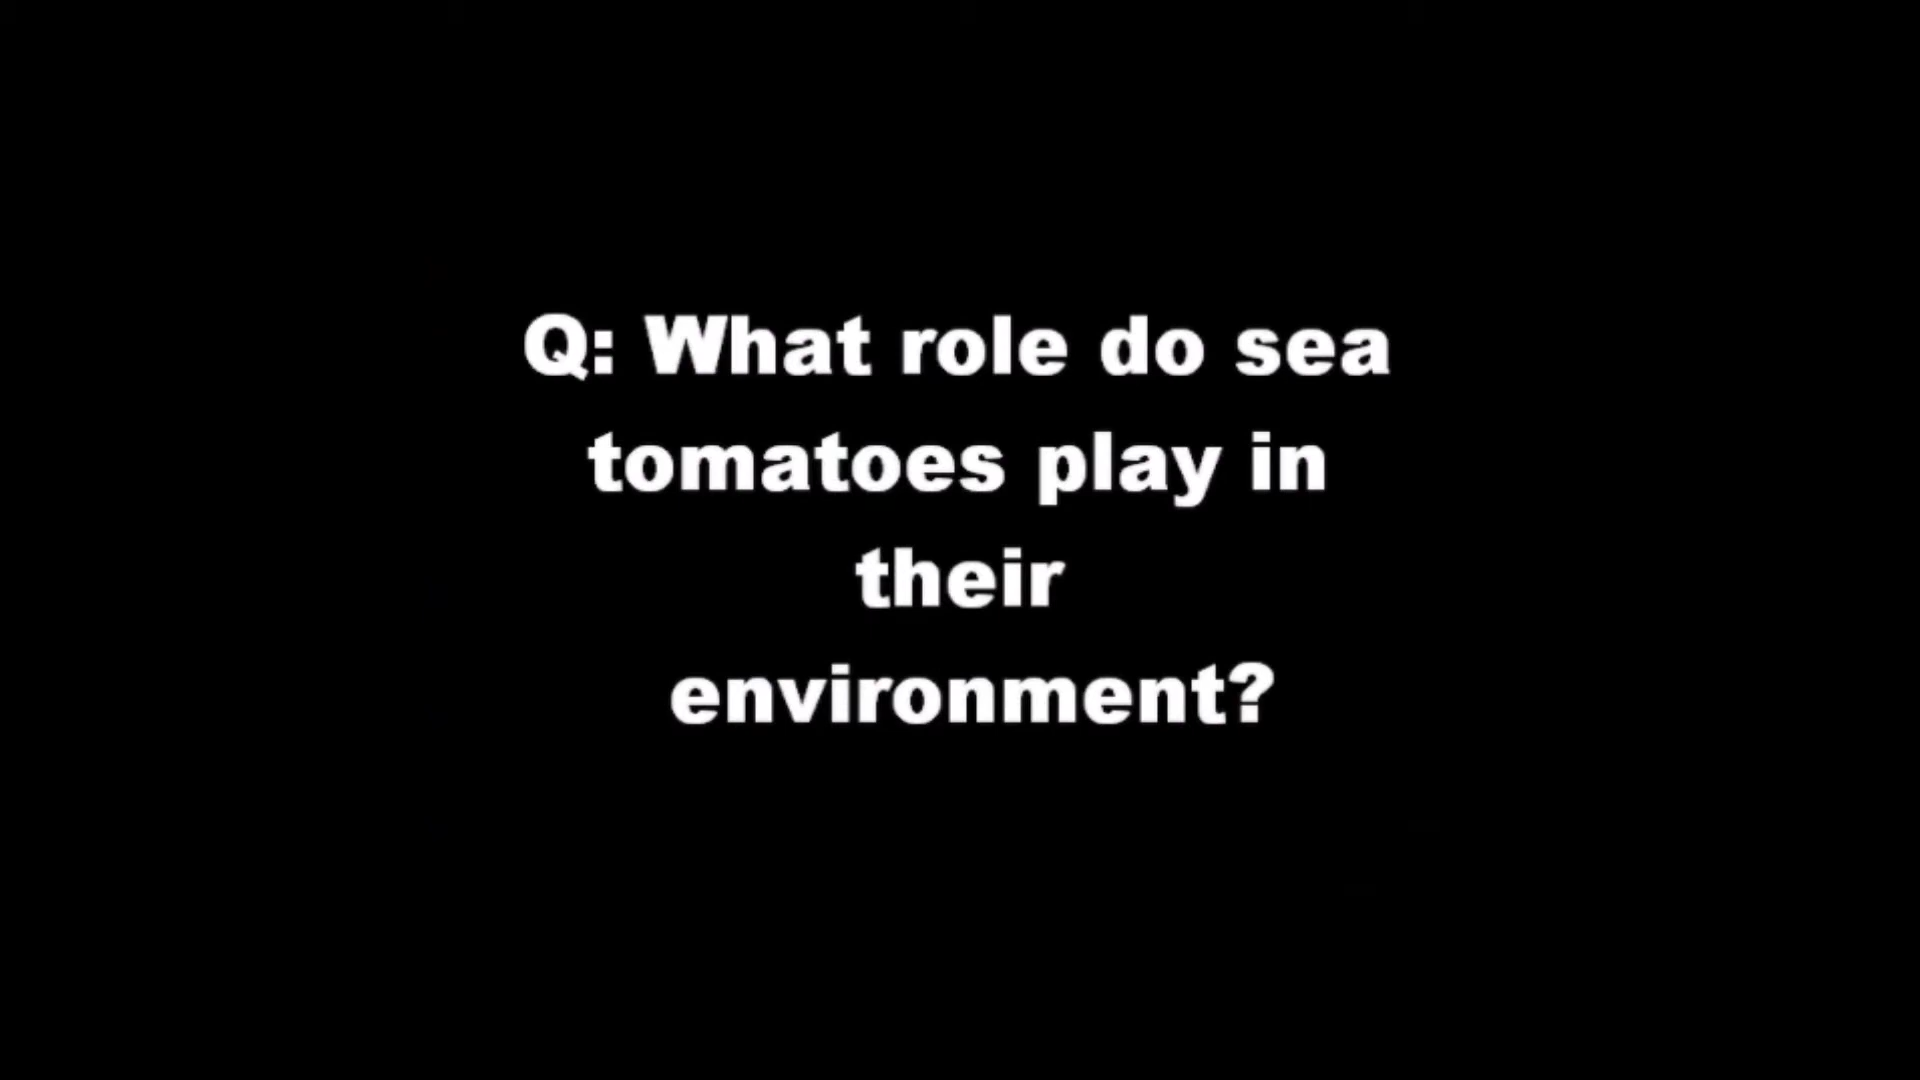 Q: What role do sea
tomatoes play in
their
environment?